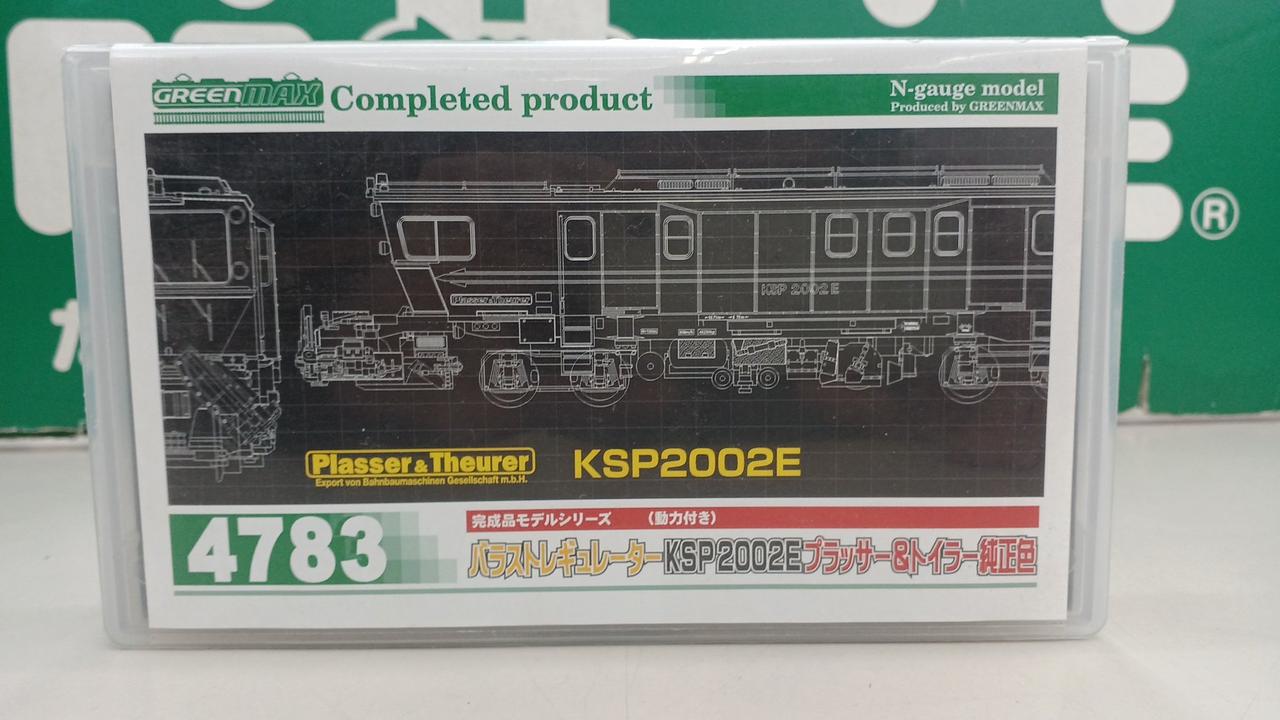 GREENMAX Completed product
N-gauge model
Produced by GREENMAX
Plasser & Theurer
KSP 2002E
Plasser & Theurer
Export von Bahnbaumaschinen Gesellschaft m.b.H.
KSP2002E
4783
完成品モデルシリーズ (動力付き)
バラストレギュレーターKSP2002Eプラッサー&トイラー純正色
®